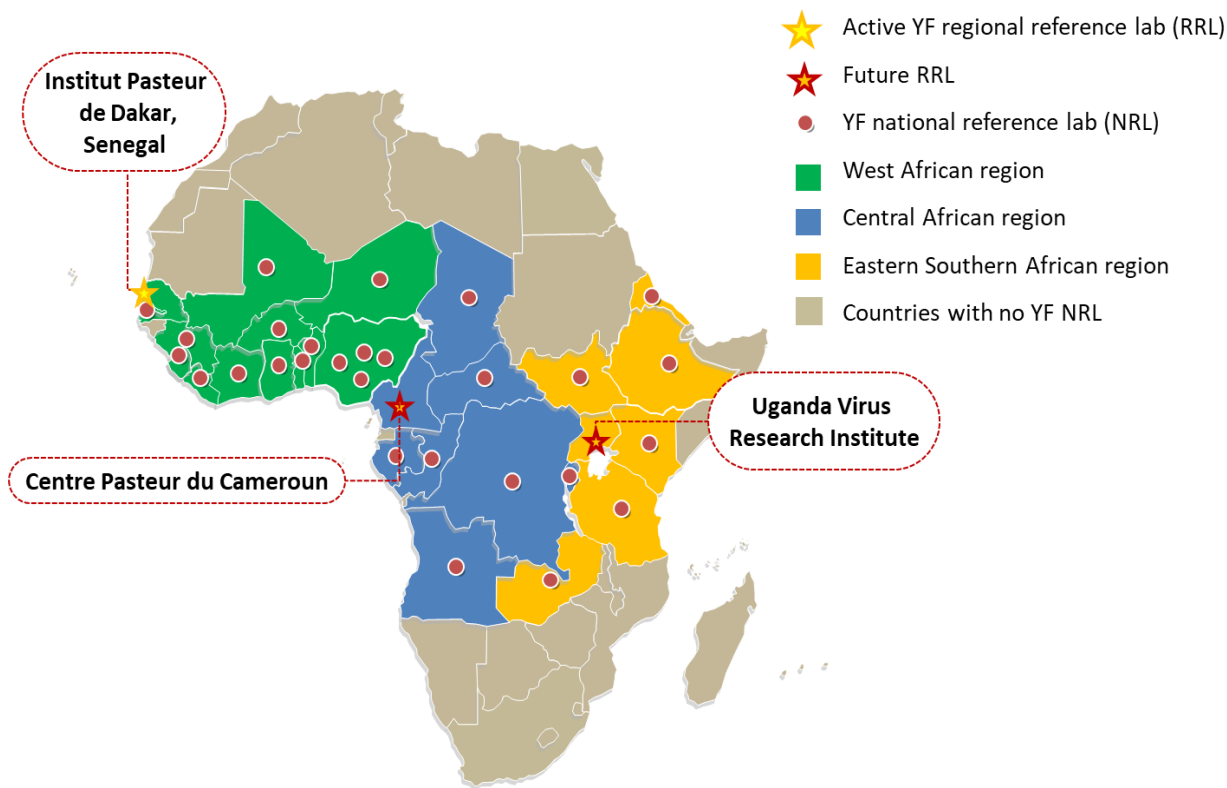 Active YF regional reference lab (RRL)
Future RRL
YF national reference lab (NRL)
West African region
Central African region
Eastern Southern African region
Countries with no YF NRL
Institut Pasteur
de Dakar,
Senegal
Uganda Virus
Research Institute
Centre Pasteur du Cameroun